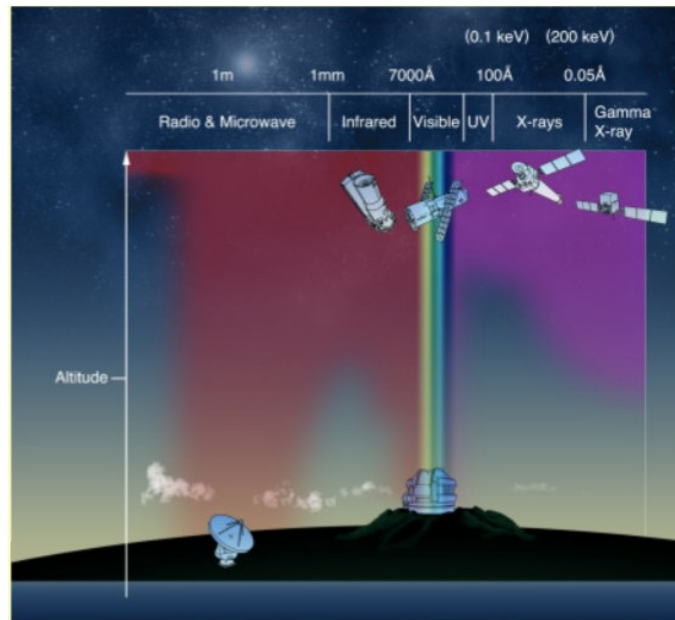 (0.1 keV) (200 keV)
1m 1mm 7000Å 100Å 0.05Å
Radio & Microwave Infrared Visible UV X-rays Gamma X-ray
Altitude